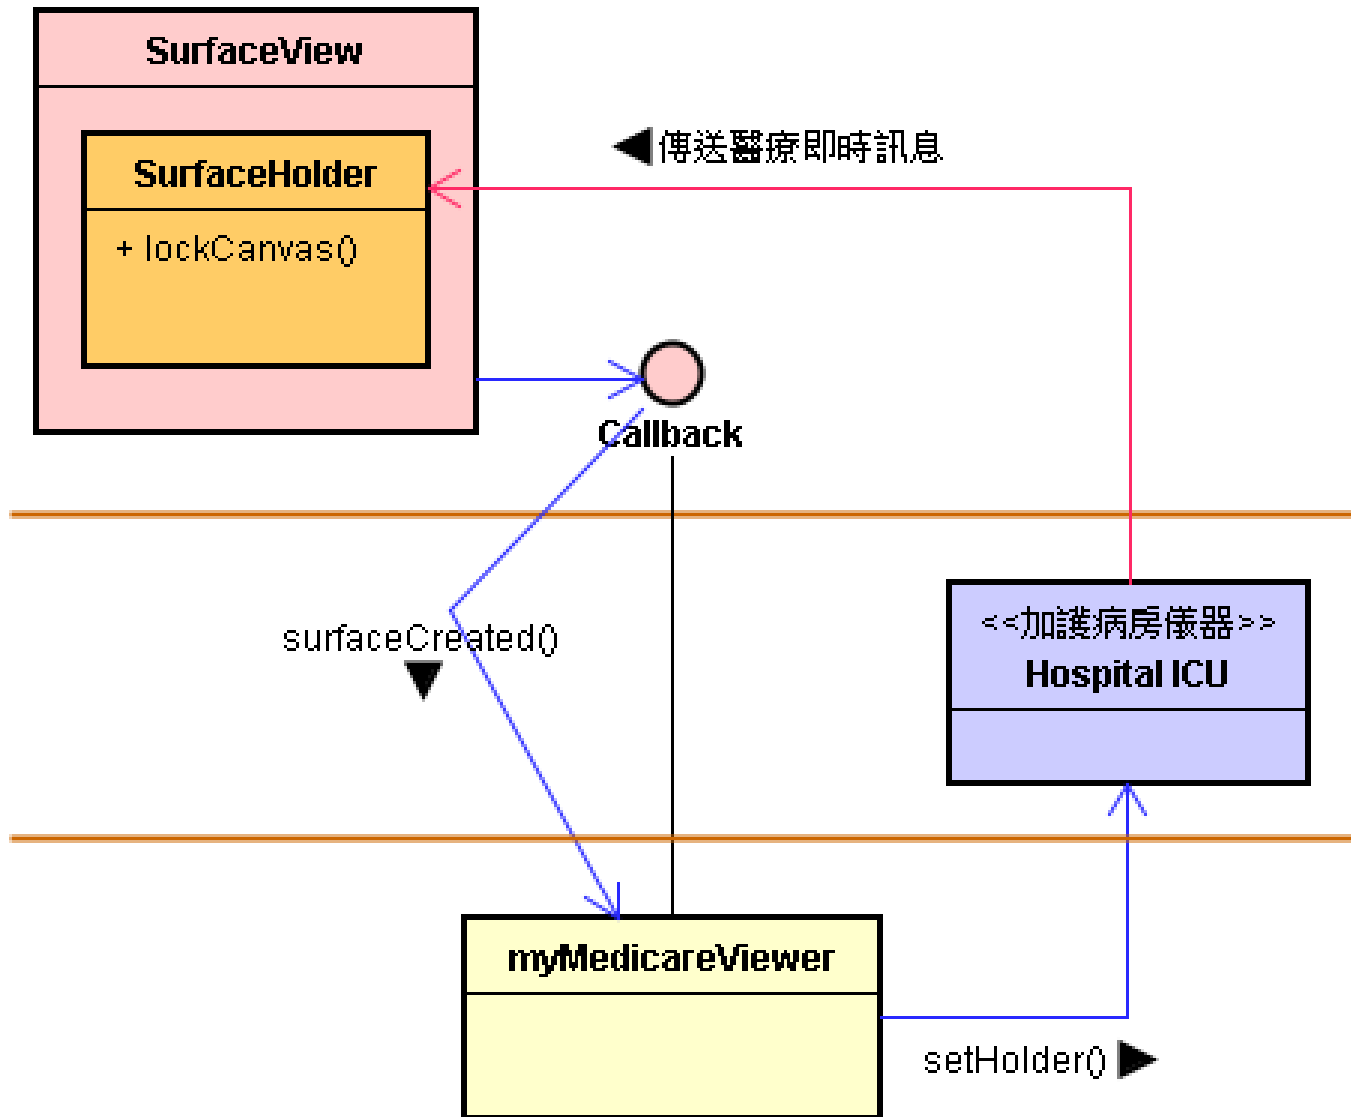 SurfaceView
◀傳送醫療即時訊息
SurfaceHolder
+ lockCanvas()
Callback
<<加護病房儀器>>
surfaceCreated()
▼
Hospital ICU
myMedicareViewer
setHolder() ▶